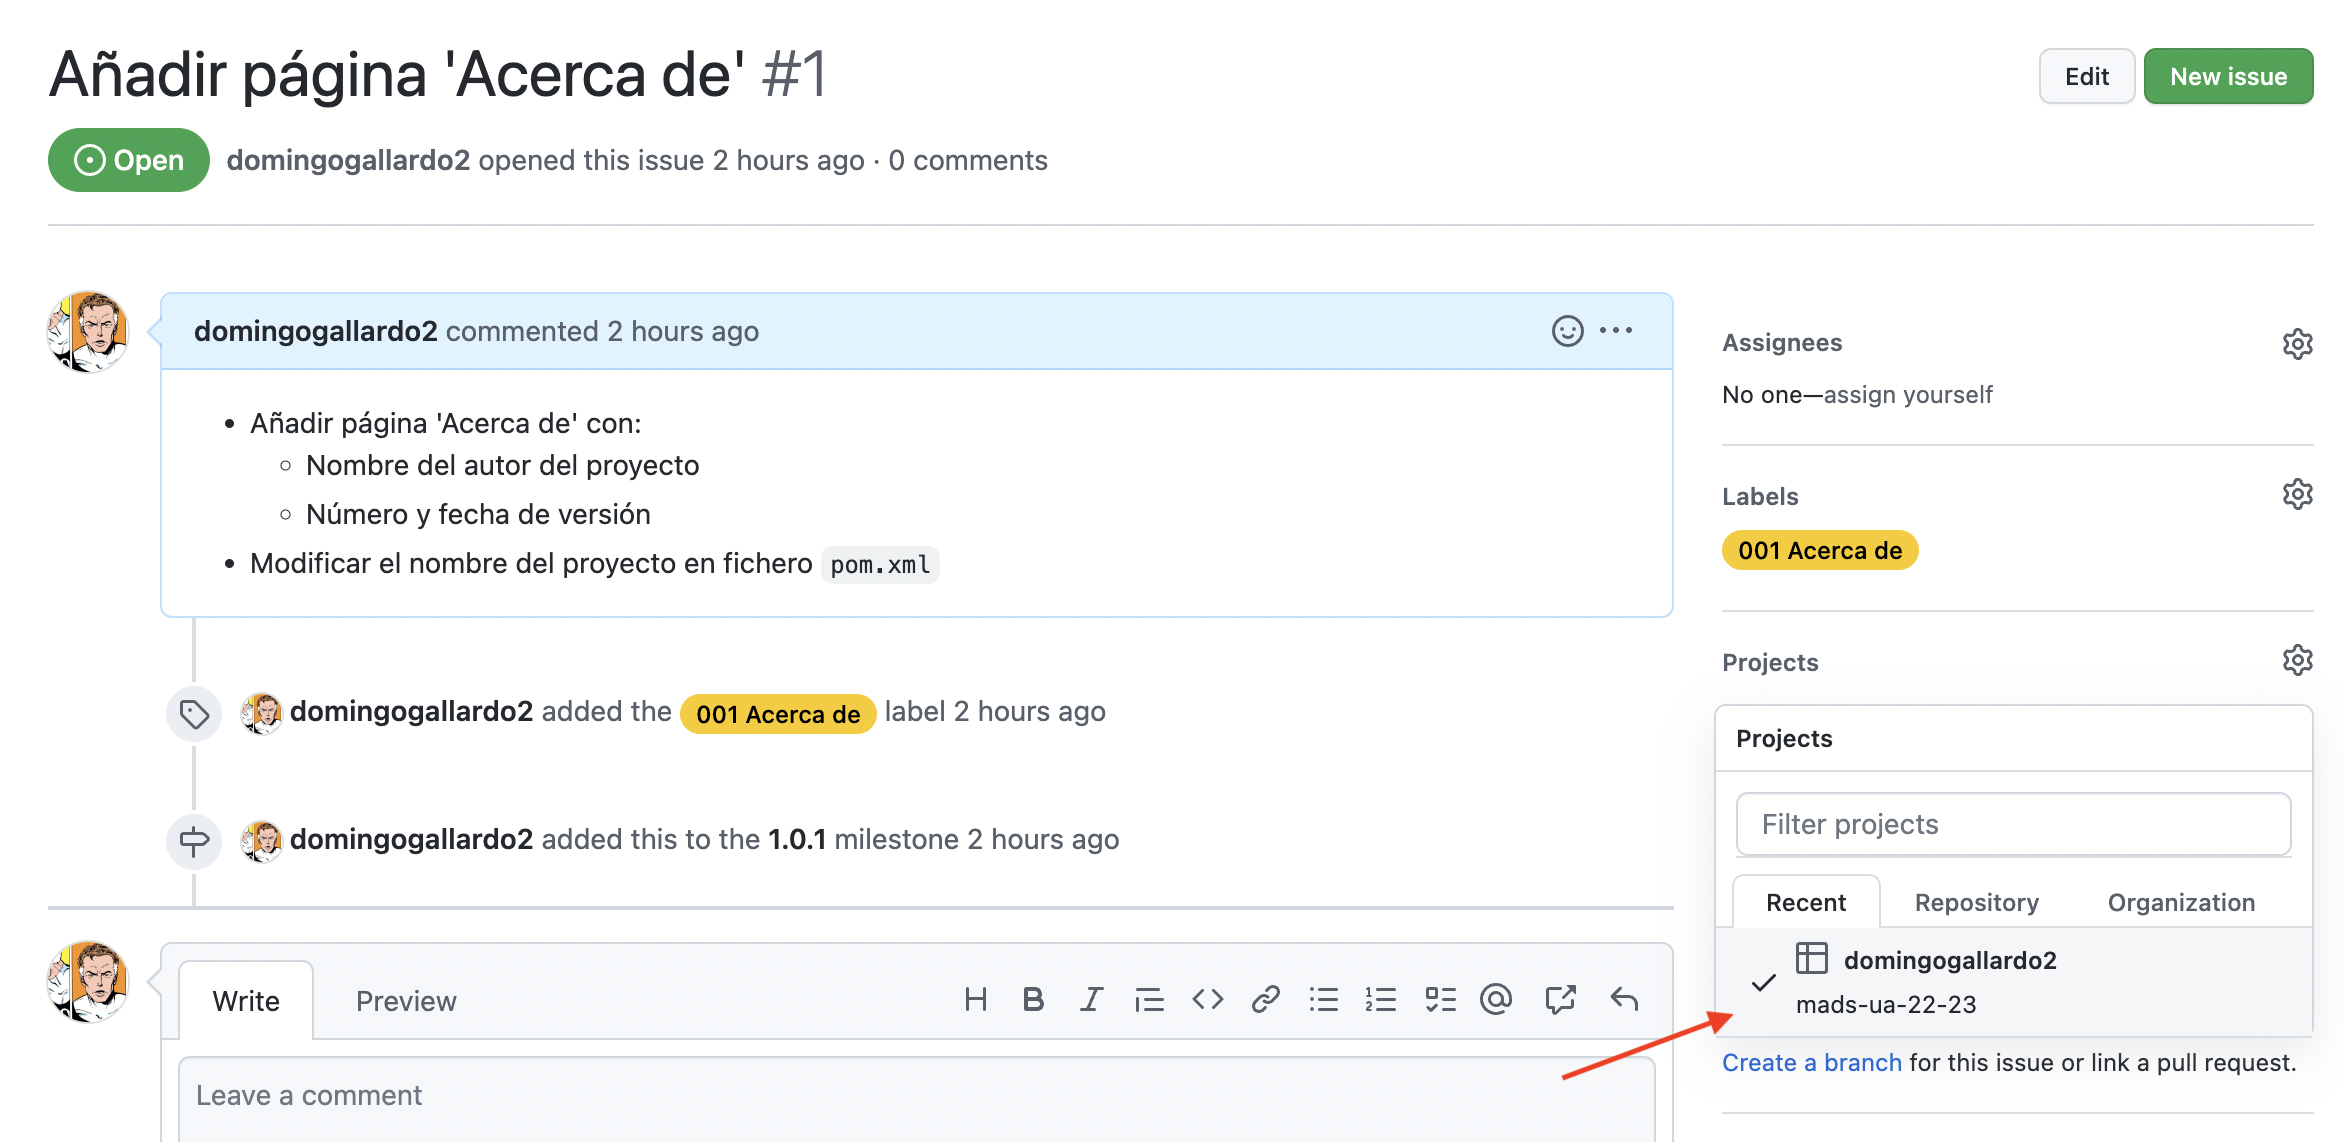 Añadir página 'Acerca de' #1
Edit
New issue
Open
domingogallardo2 opened this issue 2 hours ago · 0 comments
domingogallardo2 commented 2 hours ago
Añadir página 'Acerca de' con:
Nombre del autor del proyecto
Número y fecha de versión
Modificar el nombre del proyecto en fichero pom.xml
domingogallardo2 added the 001 Acerca de label 2 hours ago
domingogallardo2 added this to the 1.0.1 milestone 2 hours ago
Write
Preview
Leave a comment
Assignees
No one—assign yourself
Labels
001 Acerca de
Projects
Projects
Filter projects
Recent
Repository
Organization
domingogallardo2
mads-ua-22-23
Create a branch for this issue or link a pull request.